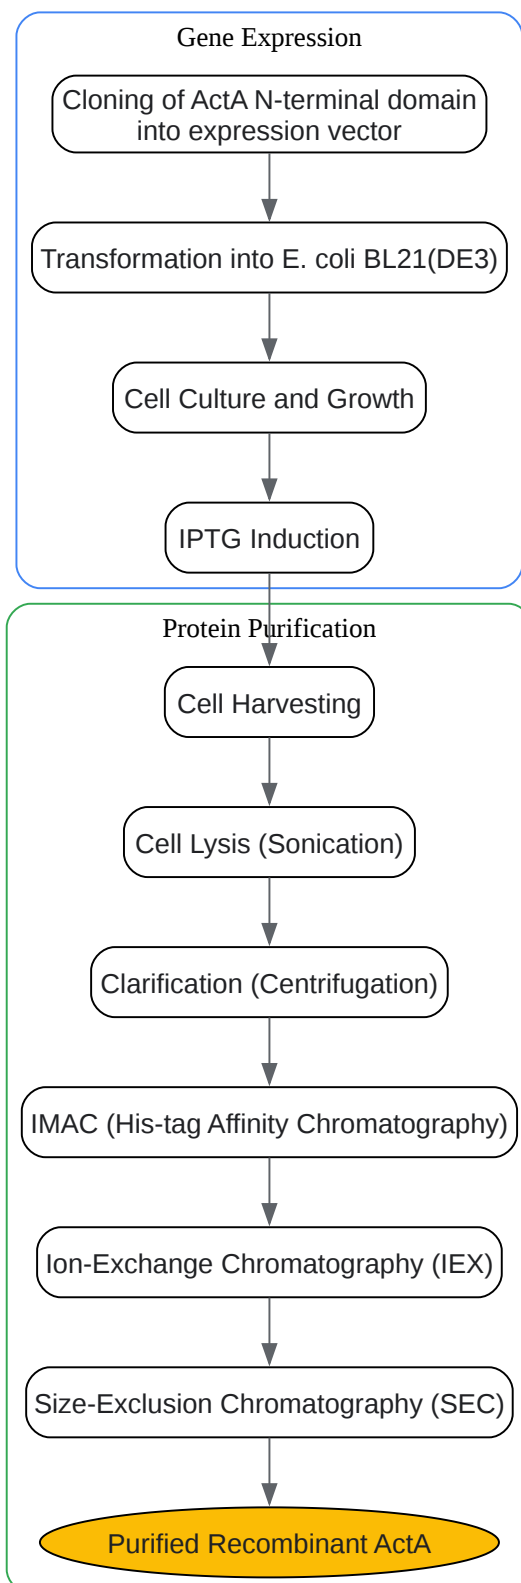 Gene Expression
Cloning of ActA N-terminal domain
into expression vector
Transformation into E. coli BL21(DE3)
Cell Culture and Growth
IPTG Induction
Protein Purification
Cell Harvesting
Cell Lysis (Sonication)
Clarification (Centrifugation)
IMAC (His-tag Affinity Chromatography)
Ion-Exchange Chromatography (IEX)
Size-Exclusion Chromatography (SEC)
Purified Recombinant ActA